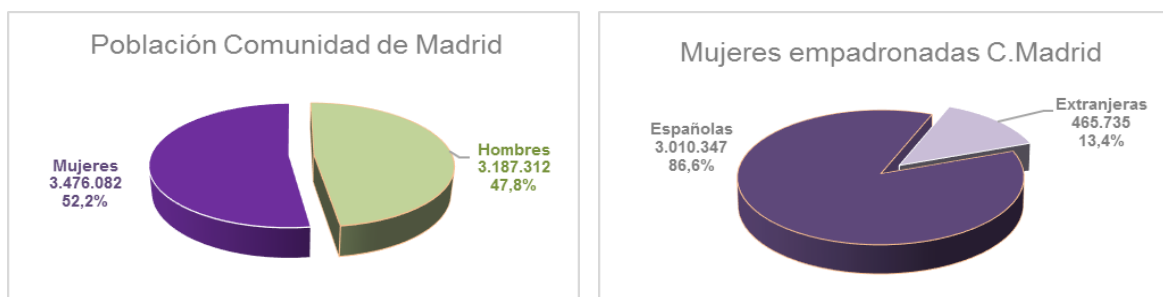 Población Comunidad de Madrid
Mujeres
3.476.082
52,2%
Hombres
3.187.312
47,8%
Mujeres empadronadas C.Madrid
Españolas
3.010.347
86,6%
Extranjeras
465.735
13,4%